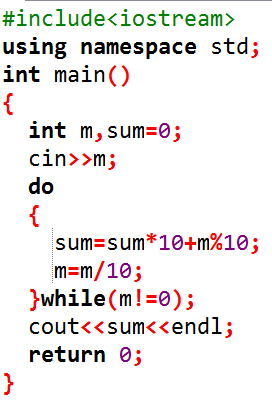 #include<iostream>
using namespace std;
int main()
{
  int m,sum=0;
  cin>>m;
  do
  {
    sum=sum*10+m%10;
    m=m/10;
  }while(m!=0);
  cout<<sum<<endl;
  return 0;
}